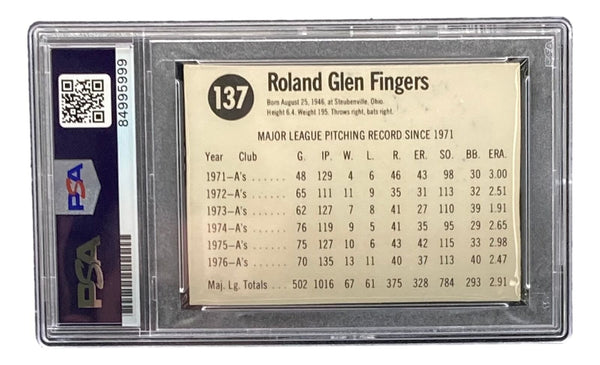 137
Roland Glen Fingers
Born August 25, 1946, at Steubenville, Ohio.
Height 6.4. Weight 195. Throws right, bats right.
MAJOR LEAGUE PITCHING RECORD SINCE 1971
Year Club G. IP. W. L. R. ER. SO. BB. ERA.
1971—A's ...... 48 129 4 6 46 43 98 30 3.00
1972—A's ...... 65 111 11 9 35 31 113 32 2.51
1973—A's ...... 62 127 7 8 41 27 110 39 1.91
1974—A's ...... 76 119 9 5 41 35 95 29 2.65
1975—A's ...... 75 127 10 6 43 42 115 33 2.98
1976—A's ...... 70 135 13 11 40 37 113 40 2.47
Maj. Lg. Totals .... 502 1016 67 61 375 328 784 293 2.91
84995999
PSA
PSA